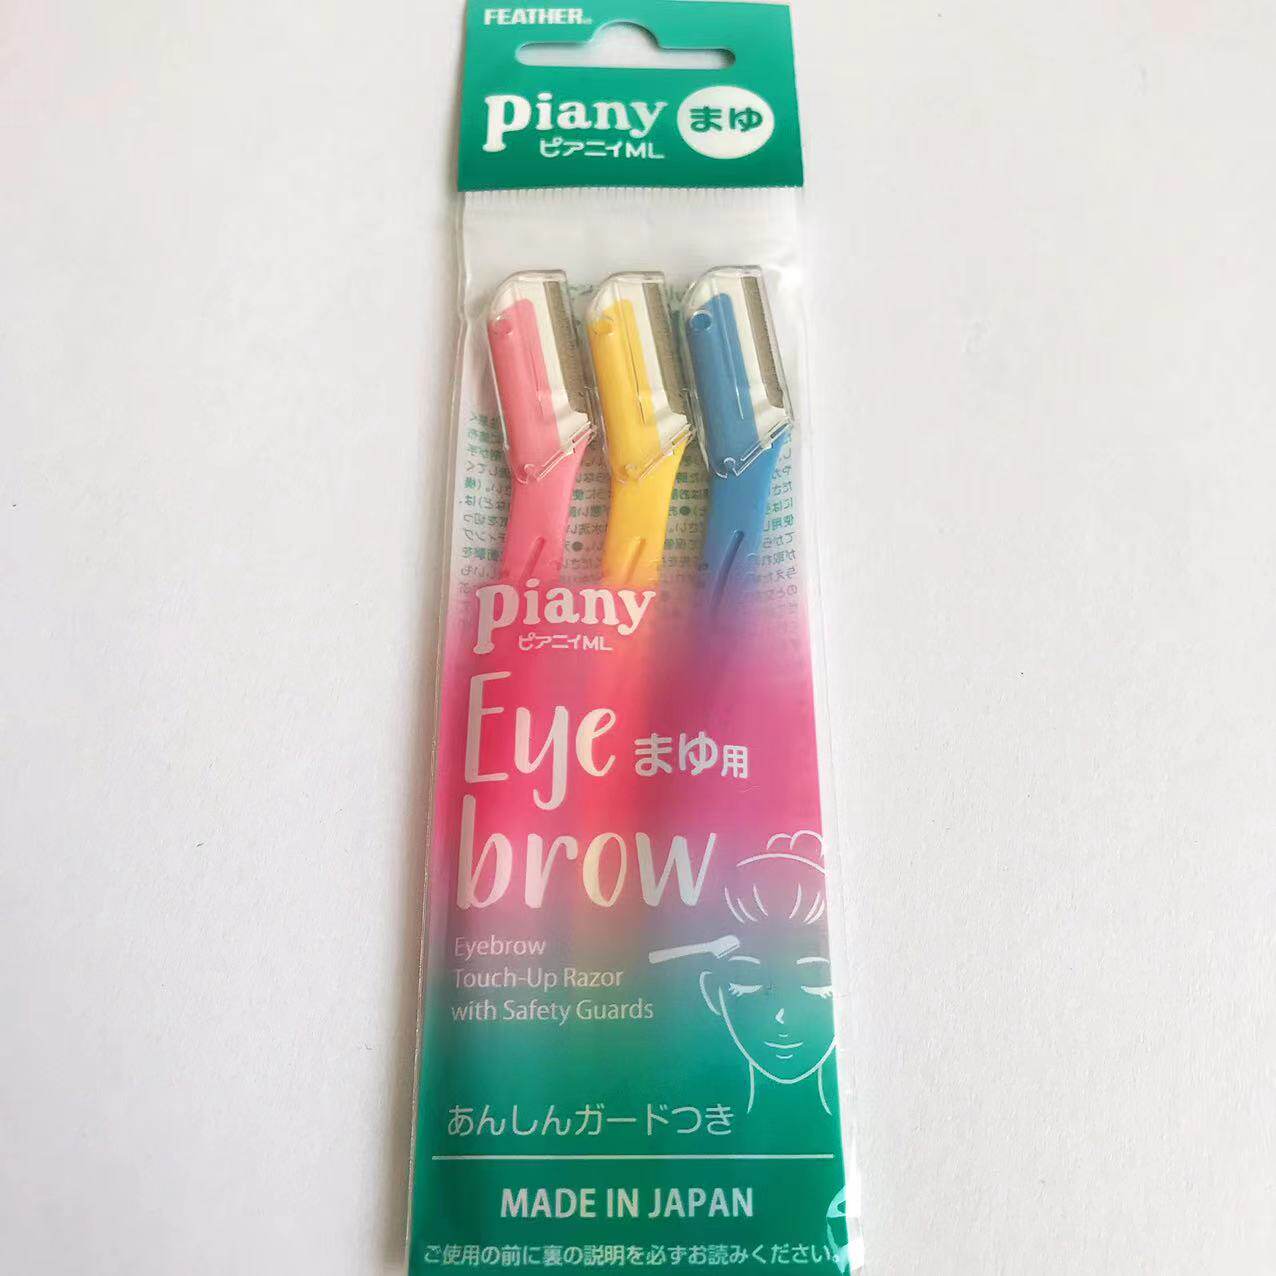 FEATHER
Piany まゆ
ピアニイML
Piany
ピアニイML
Eye まゆ用
brow
Eyebrow
Touch-Up Razor
with Safety Guards
あんしんガードつき
MADE IN JAPAN
ご使用の前に裏の説明を必ずお読みください。